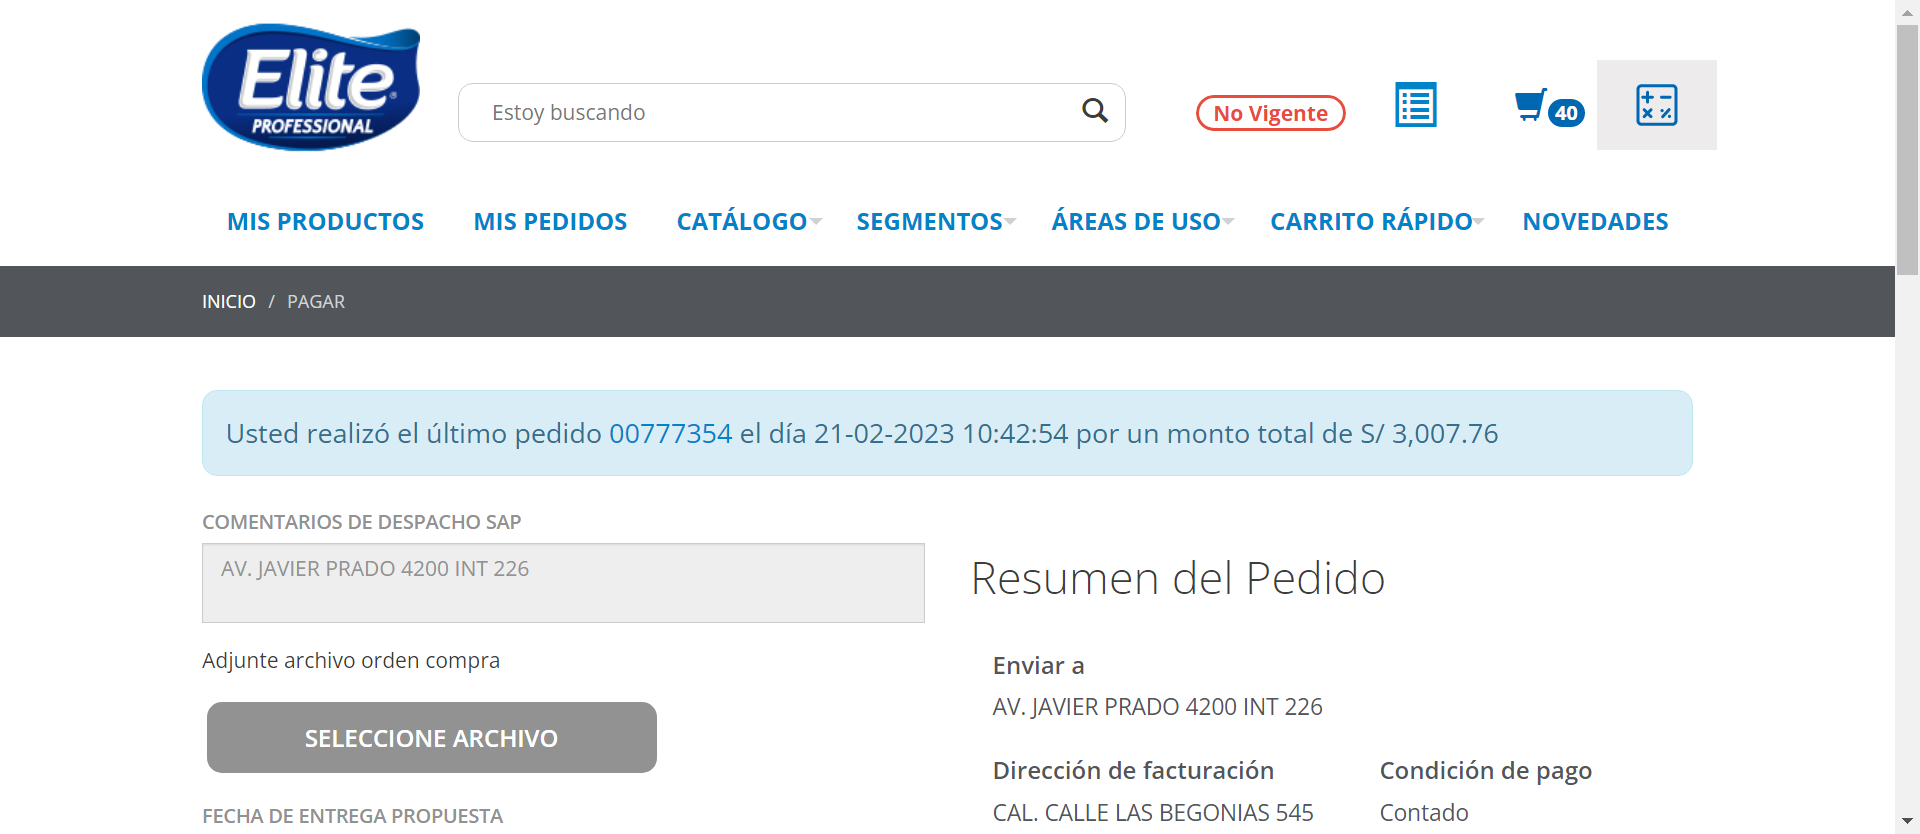 Elite
PROFESSIONAL
Estoy buscando
No Vigente
40
MIS PRODUCTOS
MIS PEDIDOS
CATÁLOGO
SEGMENTOS
ÁREAS DE USO
CARRITO RÁPIDO
NOVEDADES
INICIO / PAGAR
Usted realizó el último pedido 00777354 el día 21-02-2023 10:42:54 por un monto total de S/ 3,007.76
COMENTARIOS DE DESPACHO SAP
AV. JAVIER PRADO 4200 INT 226
Adjunte archivo orden compra
SELECCIONE ARCHIVO
FECHA DE ENTREGA PROPUESTA
Resumen del Pedido
Enviar a
AV. JAVIER PRADO 4200 INT 226
Dirección de facturación
CAL. CALLE LAS BEGONIAS 545
Condición de pago
Contado